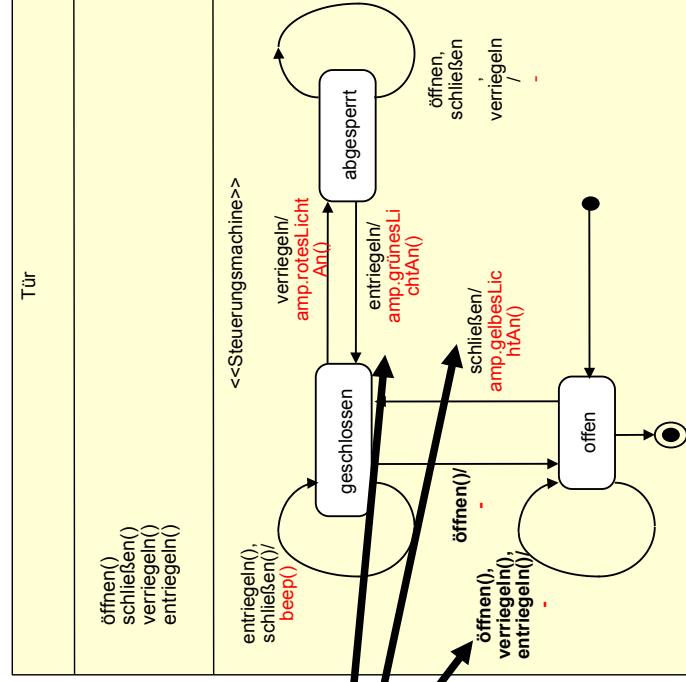 Tür
öffnen()
schließen()
verriegeln()
entriegeln()
<<Steuerungsmachine>>
entriegeln(),
schließen()/
beep()
geschlossen
verriegeln/
amp.rotesLicht
An()
entriegeln/
amp.grünesLi
chtAn()
abgesperrt
öffnen,
schließen
,
verriegeln
/
-
öffnen()/
-
schließen/
amp.gelbesLic
htAn()
öffnen(),
verriegeln(),
entriegeln()/
-
offen